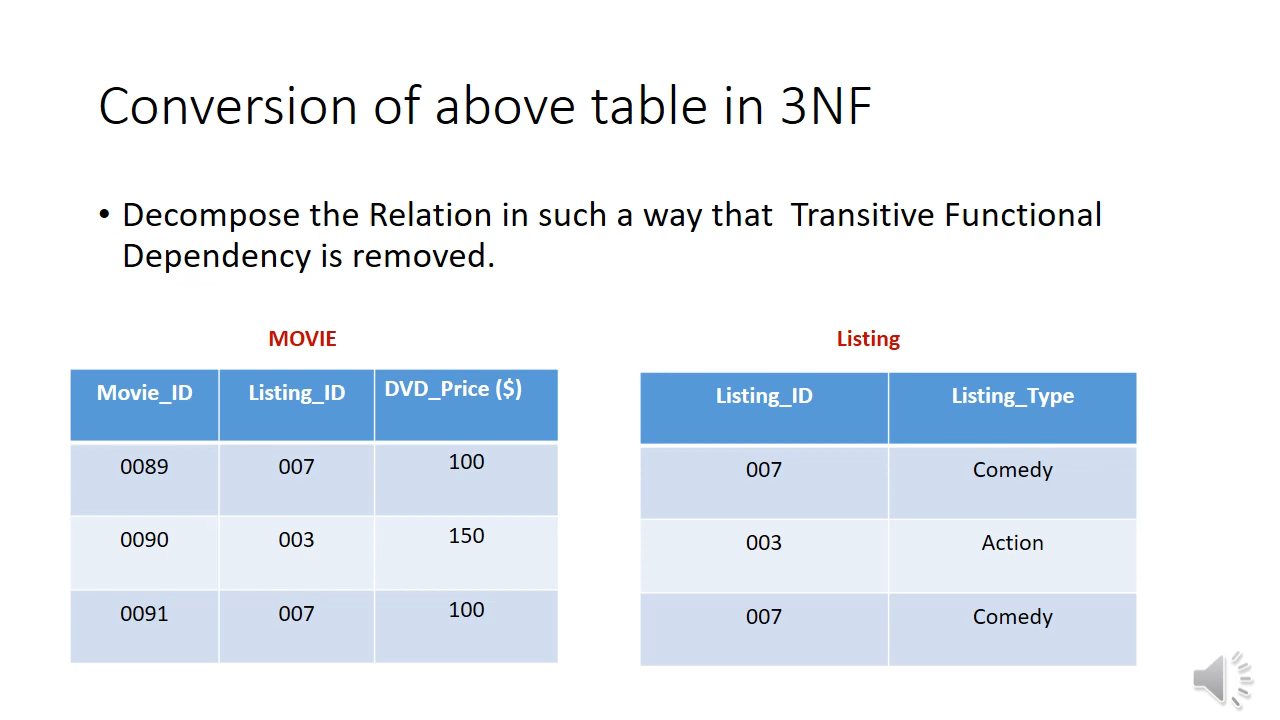 Conversion of above table in 3NF
• Decompose the Relation in such a way that Transitive Functional
Dependency is removed.
MOVIE
Movie_ID Listing_ID DVD_Price ($)
0089 007 100
0090 003 150
0091 007 100
Listing
Listing_ID Listing_Type
007 Comedy
003 Action
007 Comedy